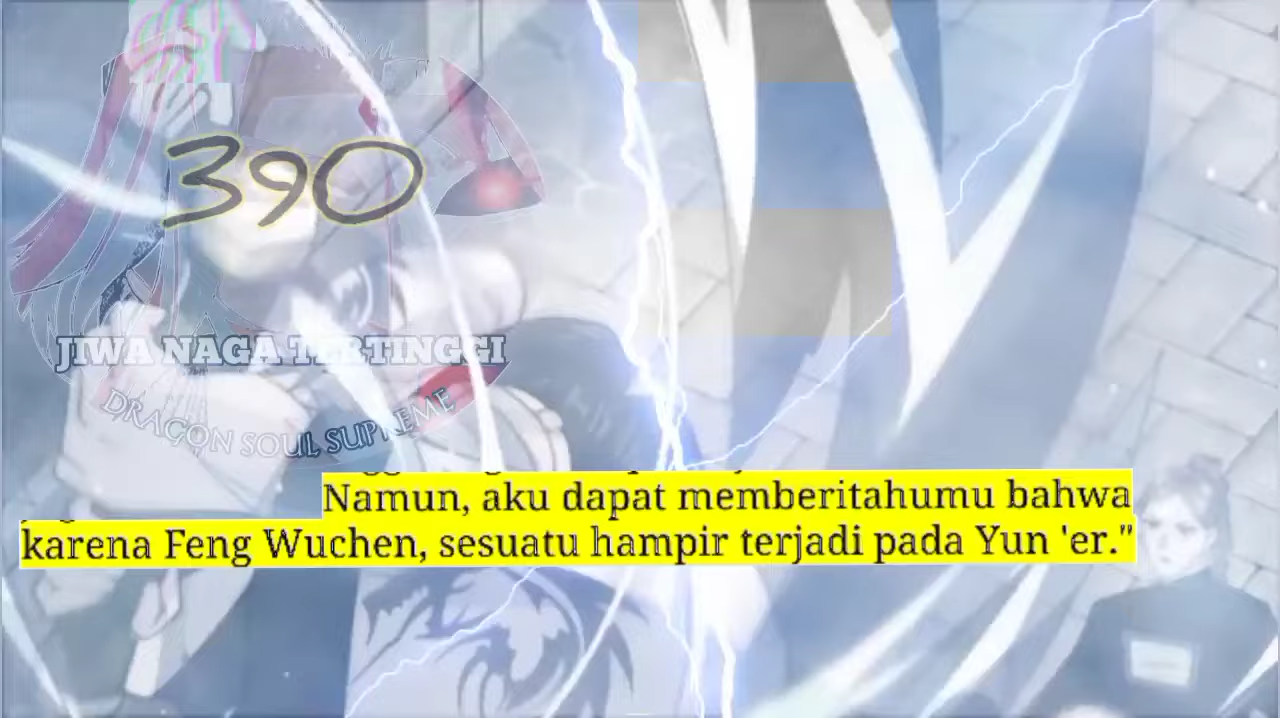 390
JIWA NAGA TERTINGGI
DRAGON SOUL SUPREME
Namun, aku dapat memberitahumu bahwa
karena Feng Wuchen, sesuatu hampir terjadi pada Yun 'er."